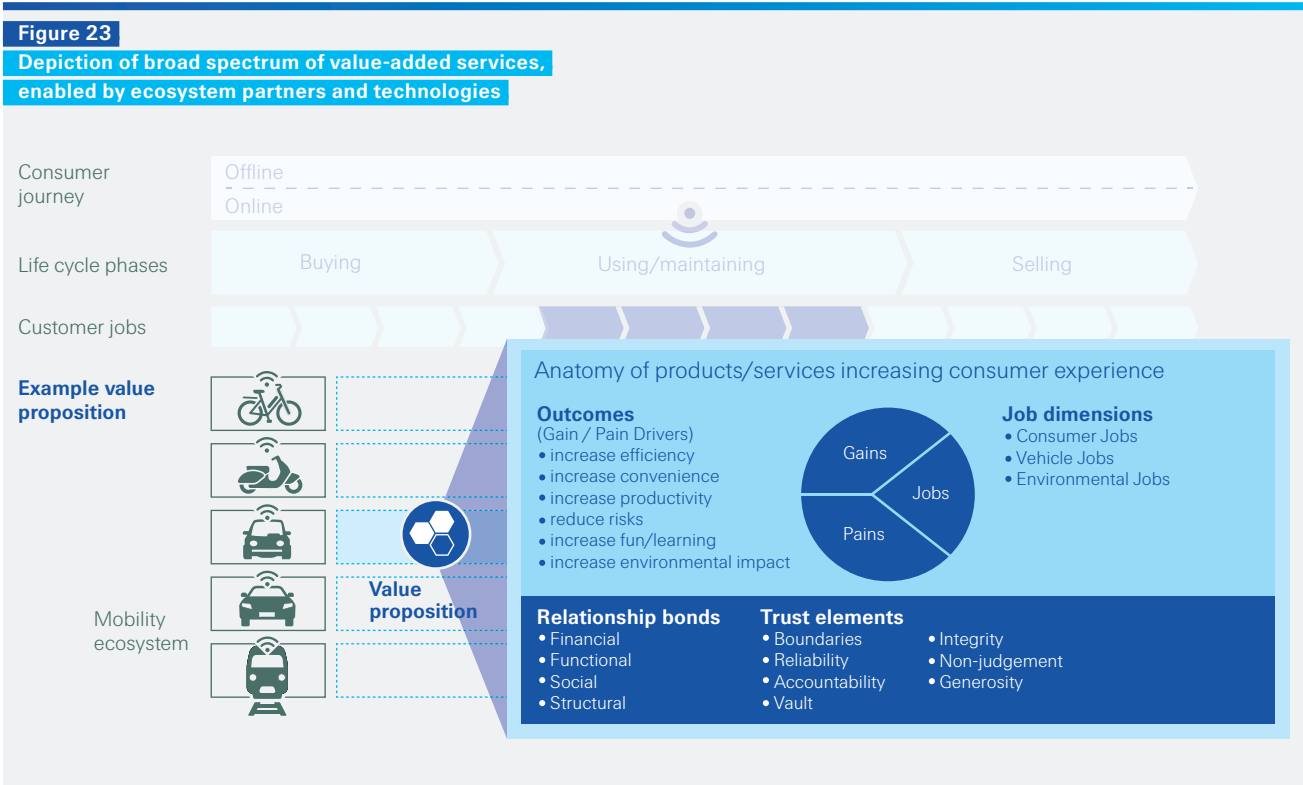 Figure 23
Depiction of broad spectrum of value-added services,
enabled by ecosystem partners and technologies
Consumer
journey
Offline
Online
Life cycle phases
Buying
Using/maintaining
Selling
Customer jobs
Example value
proposition
Mobility
ecosystem
Value
proposition
Anatomy of products/services increasing consumer experience
Outcomes
(Gain / Pain Drivers)
• increase efficiency
• increase convenience
• increase productivity
• reduce risks
• increase fun/learning
• increase environmental impact
Gains
Jobs
Pains
Job dimensions
• Consumer Jobs
• Vehicle Jobs
• Environmental Jobs
Relationship bonds
• Financial
• Functional
• Social
• Structural
Trust elements
• Boundaries
• Reliability
• Accountability
• Vault
• Integrity
• Non-judgement
• Generosity